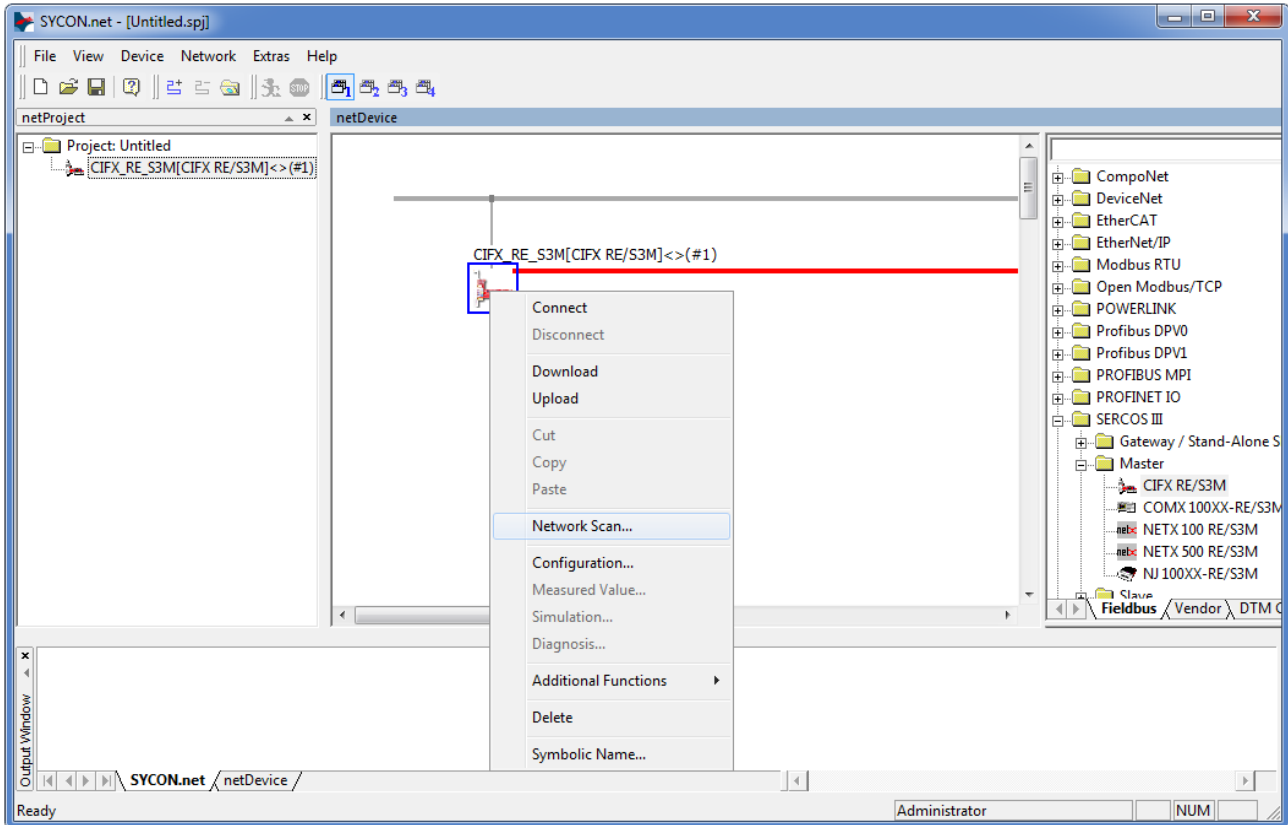 SYCON.net - [Untitled.spj]
File View Device Network Extras Help
netProject
netDevice
Project: Untitled
CIFX_RE_S3M[CIFX RE/S3M]<>(#1)
CIFX_RE_S3M[CIFX RE/S3M]<>(#1)
Connect
Disconnect
Download
Upload
Cut
Copy
Paste
Network Scan...
Configuration...
Measured Value...
Simulation...
Diagnosis...
Additional Functions
Delete
Symbolic Name...
CompoNet
DeviceNet
EtherCAT
EtherNet/IP
Modbus RTU
Open Modbus/TCP
POWERLINK
Profibus DPV0
Profibus DPV1
PROFIBUS MPI
PROFINET IO
SERCOS III
Gateway / Stand-Alone S
Master
CIFX RE/S3M
COMX 100XX-RE/S3M
NETX 100 RE/S3M
NETX 500 RE/S3M
NJ 100XX-RE/S3M
Slave
Fieldbus Vendor DTM C
Output Window
SYCON.net netDevice
Ready
Administrator
NUM